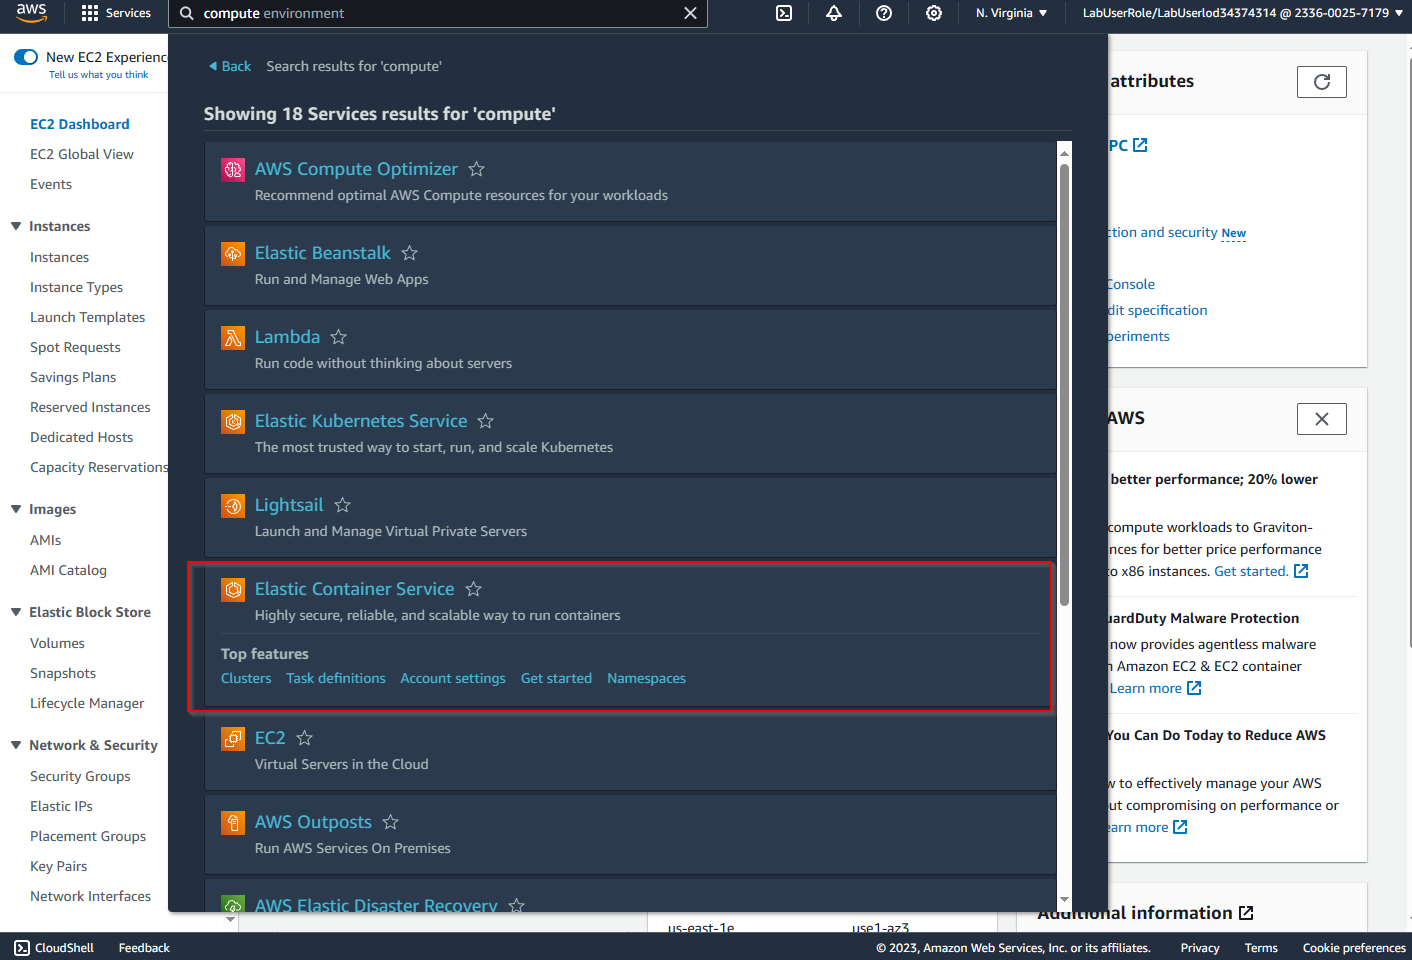 aws
Services
compute environment
N. Virginia
LabUserRole/LabUserlod34374314 @ 2336-0025-7179
New EC2 Experience
Tell us what you think
EC2 Dashboard
EC2 Global View
Events
Instances
Instances
Instance Types
Launch Templates
Spot Requests
Savings Plans
Reserved Instances
Dedicated Hosts
Capacity Reservations
Images
AMIs
AMI Catalog
Elastic Block Store
Volumes
Snapshots
Lifecycle Manager
Network & Security
Security Groups
Elastic IPs
Placement Groups
Key Pairs
Network Interfaces
Back Search results for 'compute'
Showing 18 Services results for 'compute'
AWS Compute Optimizer
Recommend optimal AWS Compute resources for your workloads
Elastic Beanstalk
Run and Manage Web Apps
Lambda
Run code without thinking about servers
Elastic Kubernetes Service
The most trusted way to start, run, and scale Kubernetes
Lightsail
Launch and Manage Virtual Private Servers
Elastic Container Service
Highly secure, reliable, and scalable way to run containers
Top features
Clusters Task definitions Account settings Get started Namespaces
EC2
Virtual Servers in the Cloud
AWS Outposts
Run AWS Services On Premises
AWS Elastic Disaster Recovery
us-east-1e use1-az3
attributes
PC
ction and security New
Console
dit specification
periments
AWS
better performance; 20% lower
compute workloads to Graviton-
nces for better price performance
to x86 instances. Get started.
uardDuty Malware Protection
now provides agentless malware
n Amazon EC2 & EC2 container
Learn more
You Can Do Today to Reduce AWS
w to effectively manage your AWS
out compromising on performance or
earn more
Additional information
CloudShell Feedback
© 2023, Amazon Web Services, Inc. or its affiliates. Privacy Terms Cookie preferences